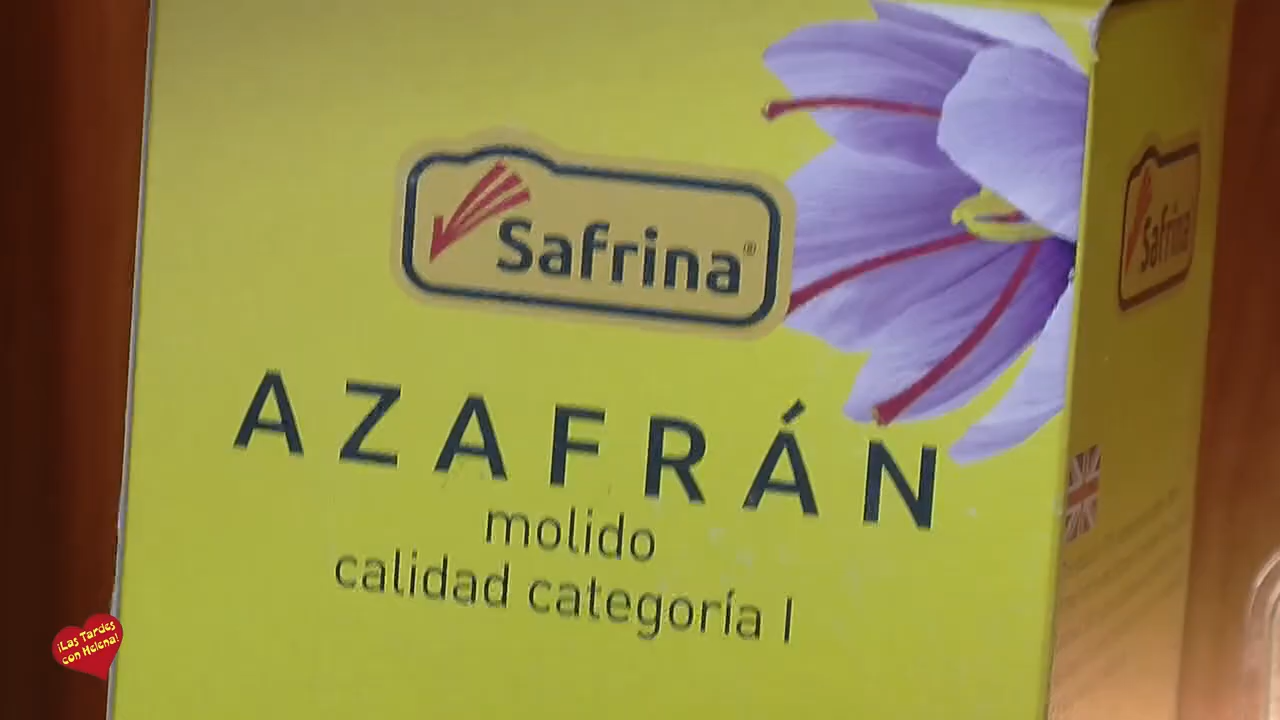 Safrina®
Safrina
AZAFRÁN
molido
calidad categoría I
¡Las Tardes
con Helena!